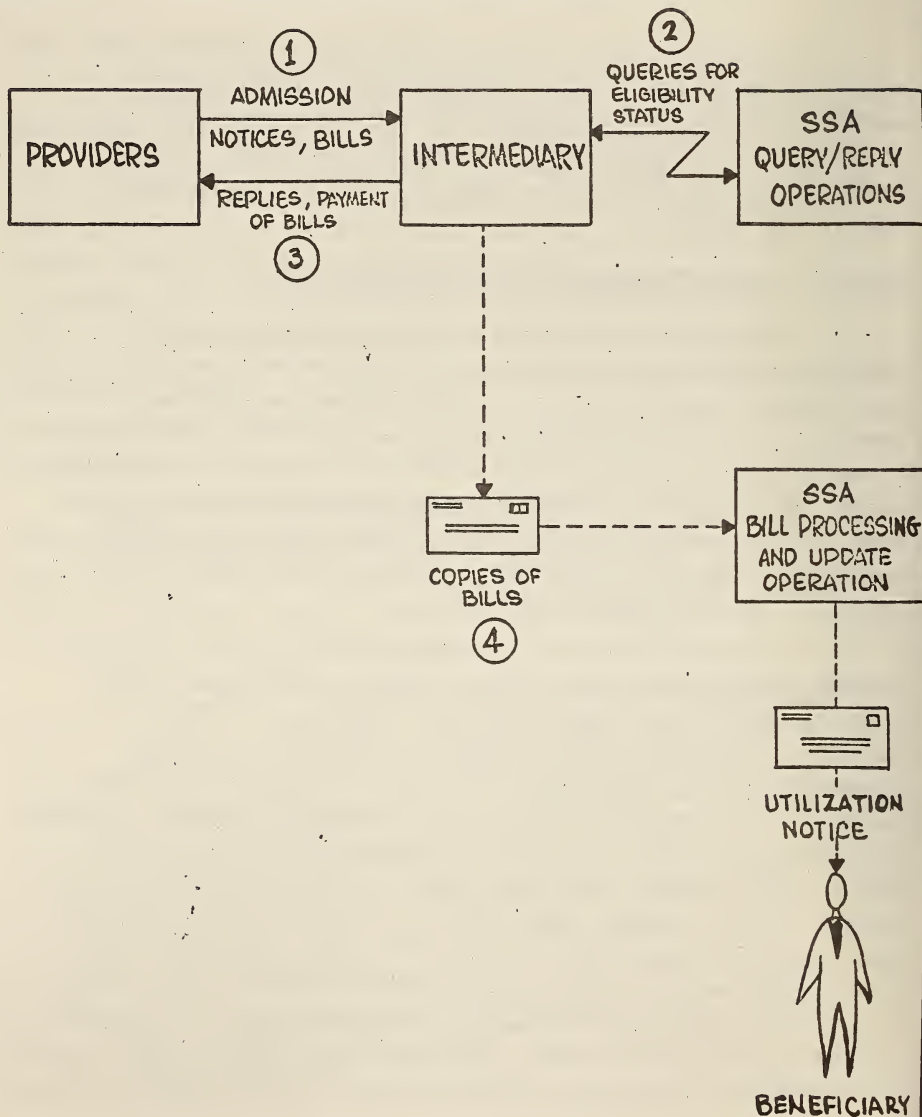 ①
ADMISSION
NOTICES, BILLS
②
QUERIES FOR
ELIGIBILITY
STATUS
PROVIDERS
INTERMEDIARY
SSA
QUERY/REPLY
OPERATIONS
REPLIES, PAYMENT
OF BILLS
③
COPIES OF
BILLS
④
SSA
BILL PROCESSING
AND UPDATE
OPERATION
UTILIZATION
NOTICE
BENEFICIARY